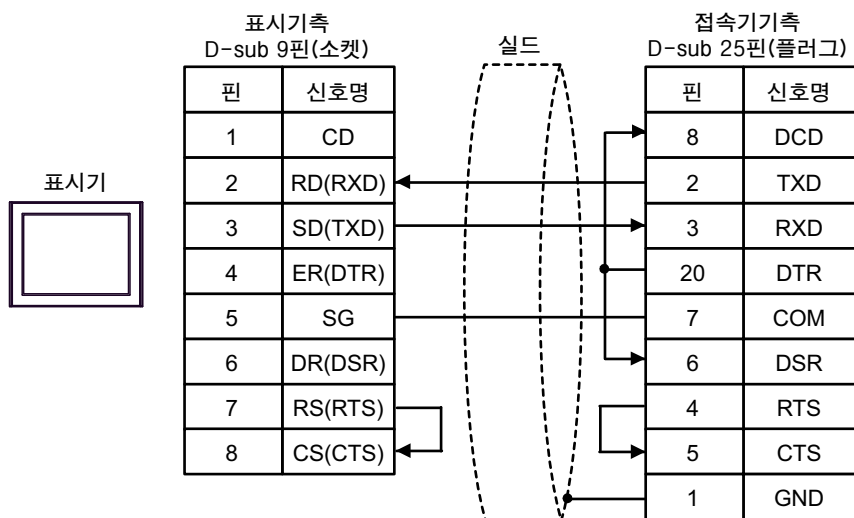 표시기측
D-sub 9핀(소켓)
실드
접속기기측
D-sub 25핀(플러그)
표시기
핀 신호명
1 CD
2 RD(RXD)
3 SD(TXD)
4 ER(DTR)
5 SG
6 DR(DSR)
7 RS(RTS)
8 CS(CTS)
핀 신호명
8 DCD
2 TXD
3 RXD
20 DTR
7 COM
6 DSR
4 RTS
5 CTS
1 GND